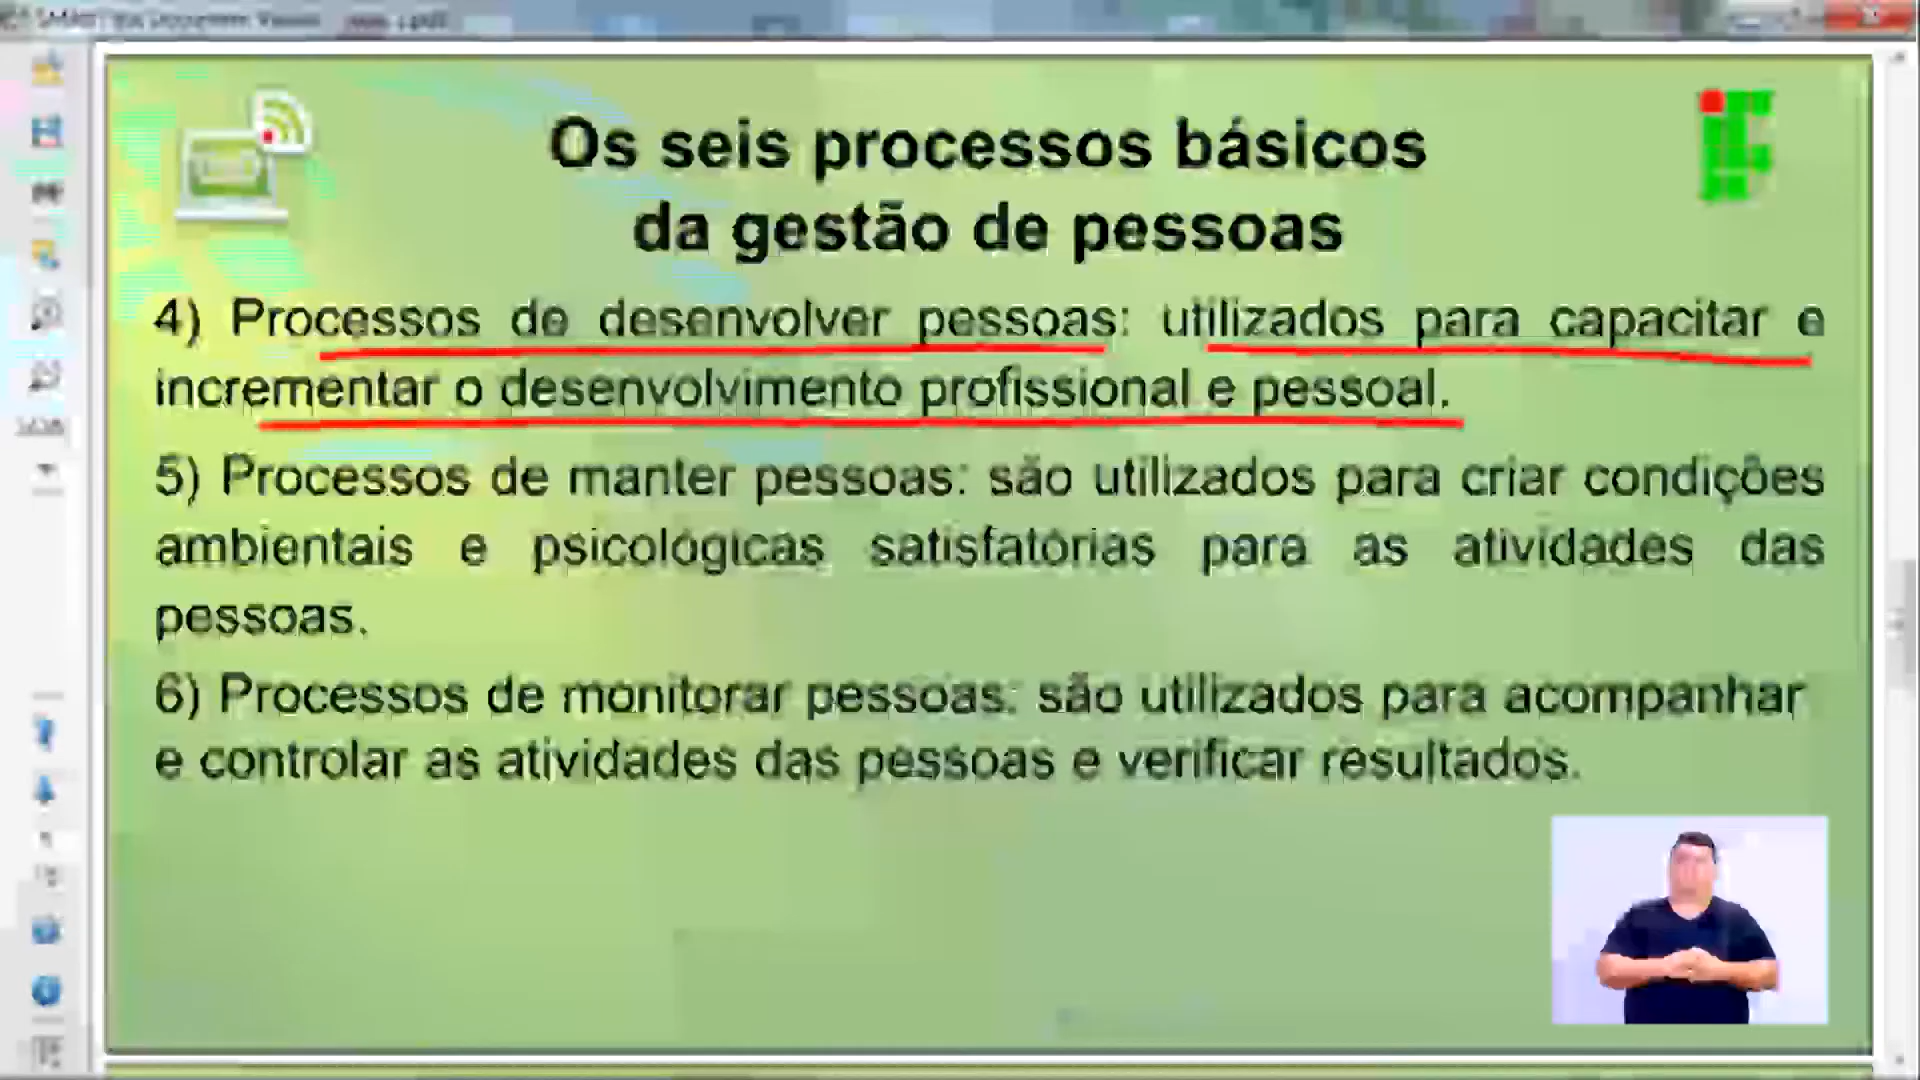 Os seis processos básicos
da gestão de pessoas
4) Processos de desenvolver pessoas: utilizados para capacitar e
incrementar o desenvolvimento profissional e pessoal.
5) Processos de manter pessoas: são utilizados para criar condições
ambientais e psicológicas satisfatórias para as atividades das
pessoas.
6) Processos de monitorar pessoas: são utilizados para acompanhar
e controlar as atividades das pessoas e verificar resultados.